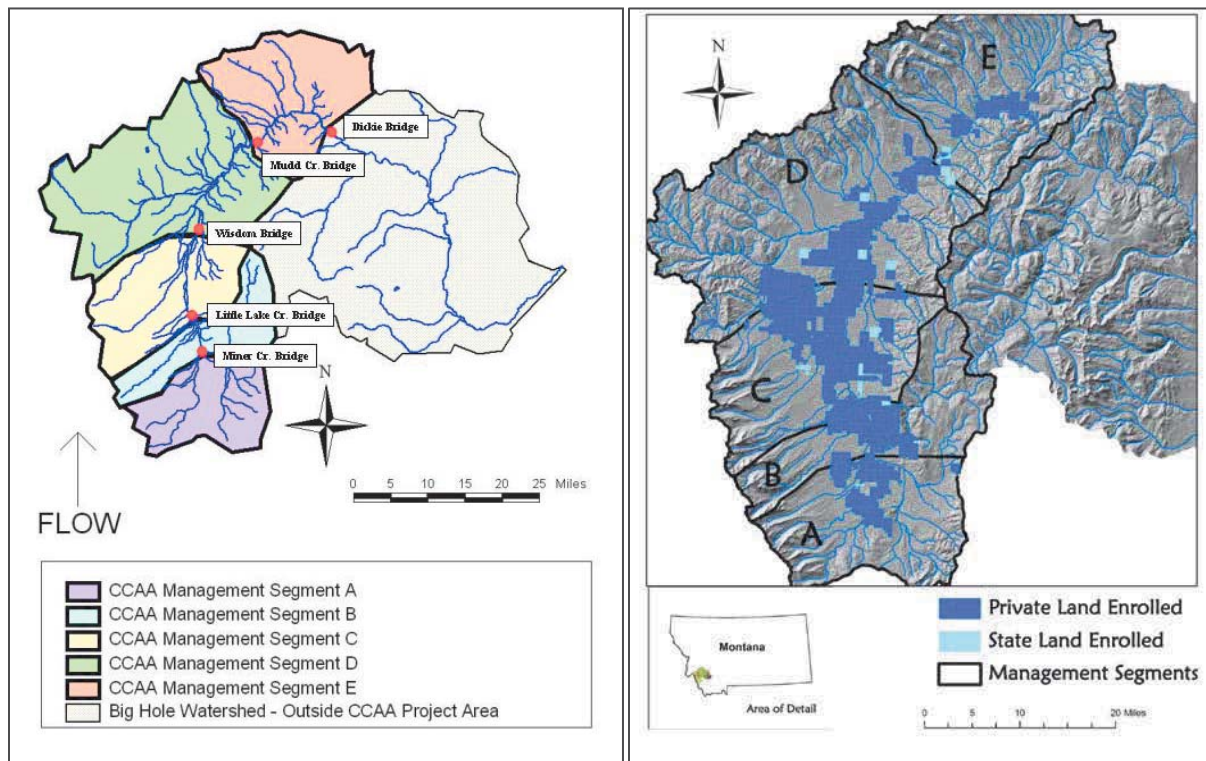 Dickie Bridge
Mudd Cr. Bridge
Wisdom Bridge
Little Lake Cr. Bridge
Miner Cr. Bridge
N
0 5 10 15 20 25 Miles
FLOW
CCAA Management Segment A
CCAA Management Segment B
CCAA Management Segment C
CCAA Management Segment D
CCAA Management Segment E
Big Hole Watershed - Outside CCAA Project Area
N
E
D
C
B
A
Montana
Area of Detail
Private Land Enrolled
State Land Enrolled
Management Segments
0 5 10 20 Miles